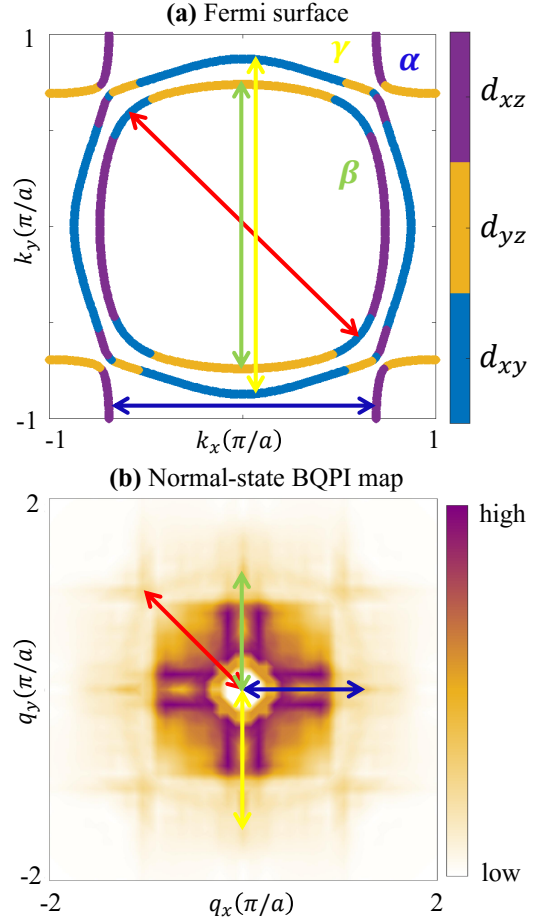 (a) Fermi surface
1
k_y(π/a)
-1
-1
k_x(π/a)
1
γ
α
β
d_xz
d_yz
d_xy
(b) Normal-state BQPI map
2
q_y(π/a)
-2
-2
q_x(π/a)
2
high
low